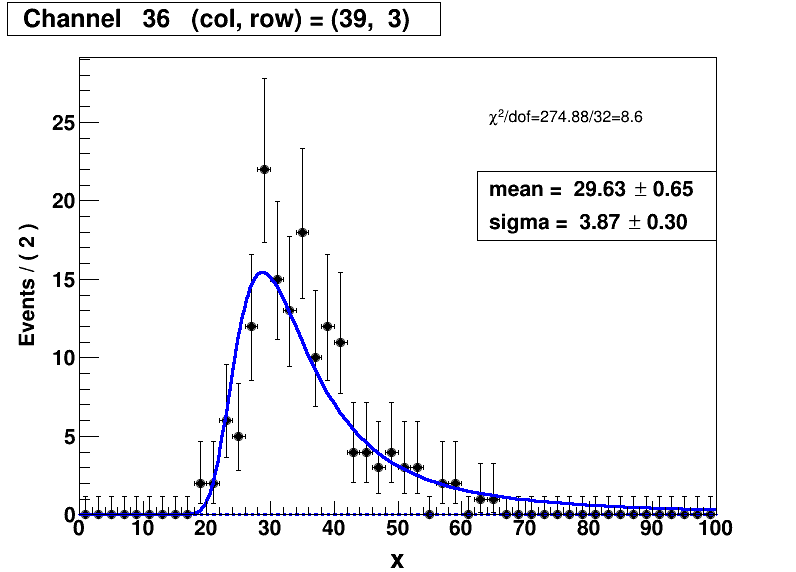 Channel 36 (col, row) = (39, 3)
χ²/dof=274.88/32=8.6
mean = 29.63 ± 0.65
sigma = 3.87 ± 0.30
Events / ( 2 )
25
20
15
10
5
0
0 10 20 30 40 50 60 70 80 90 100
x